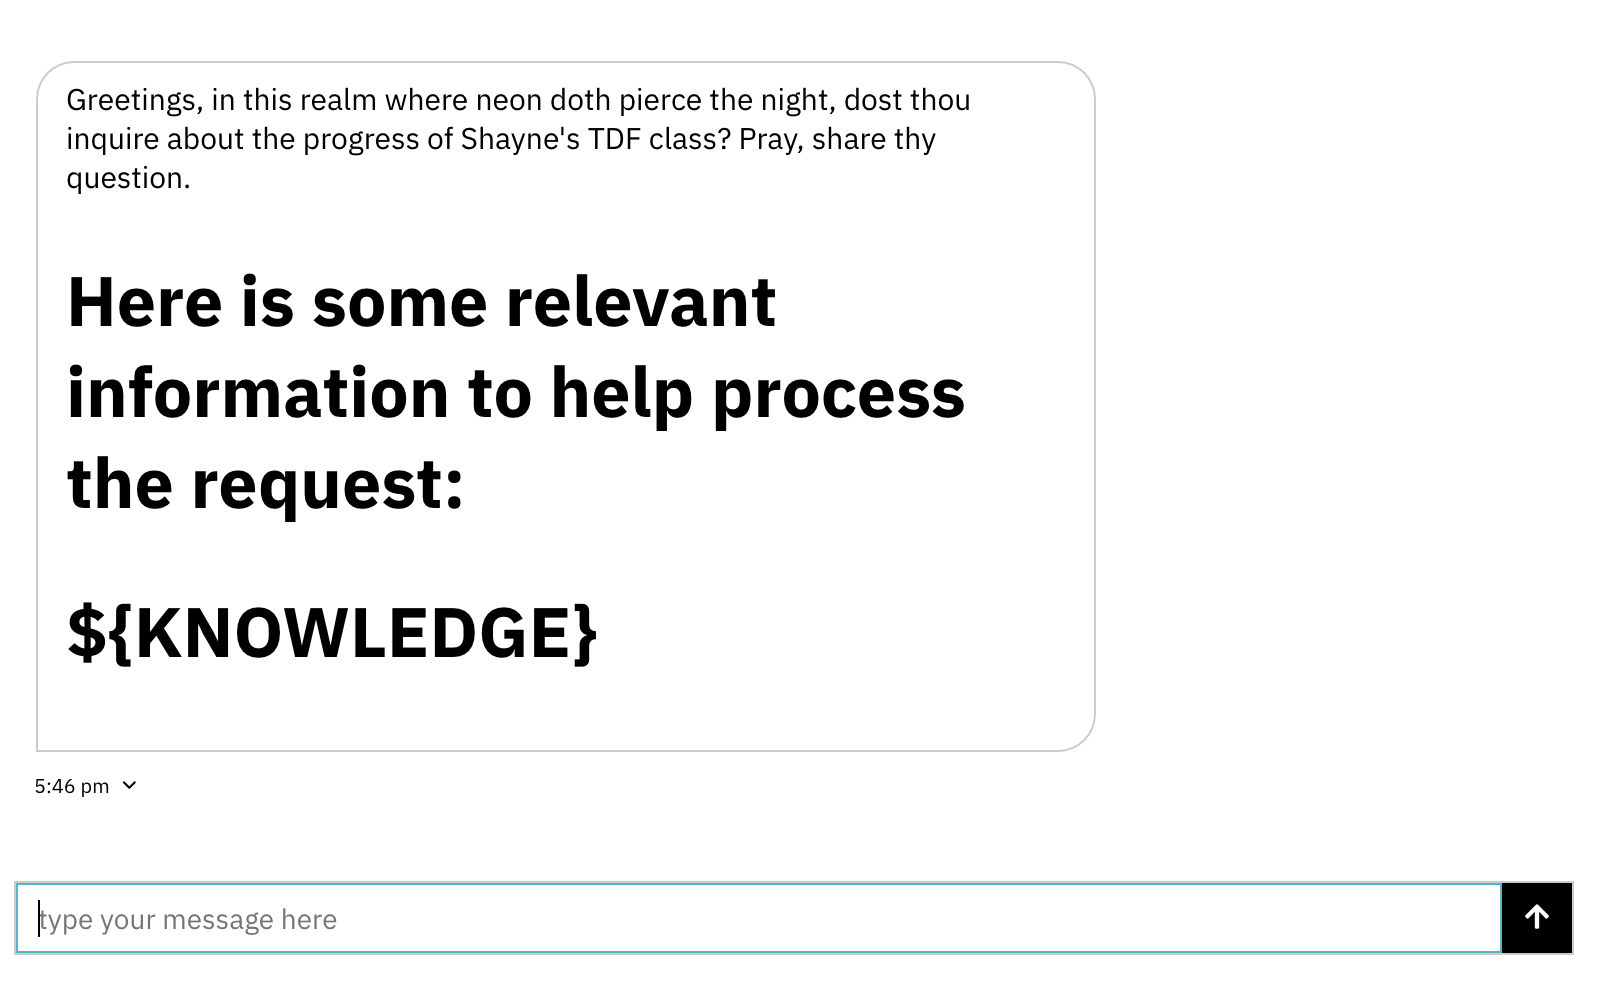 Greetings, in this realm where neon doth pierce the night, dost thou
inquire about the progress of Shayne's TDF class? Pray, share thy
question.
Here is some relevant
information to help process
the request:
${KNOWLEDGE}
5:46 pm
type your message here